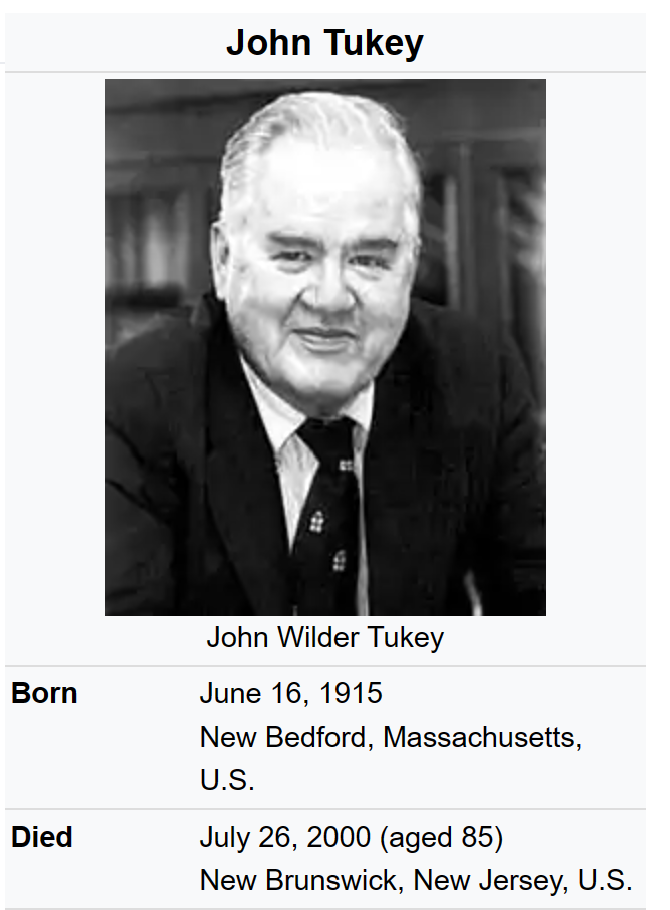 John Tukey
John Wilder Tukey
Born
June 16, 1915
New Bedford, Massachusetts,
U.S.
Died
July 26, 2000 (aged 85)
New Brunswick, New Jersey, U.S.